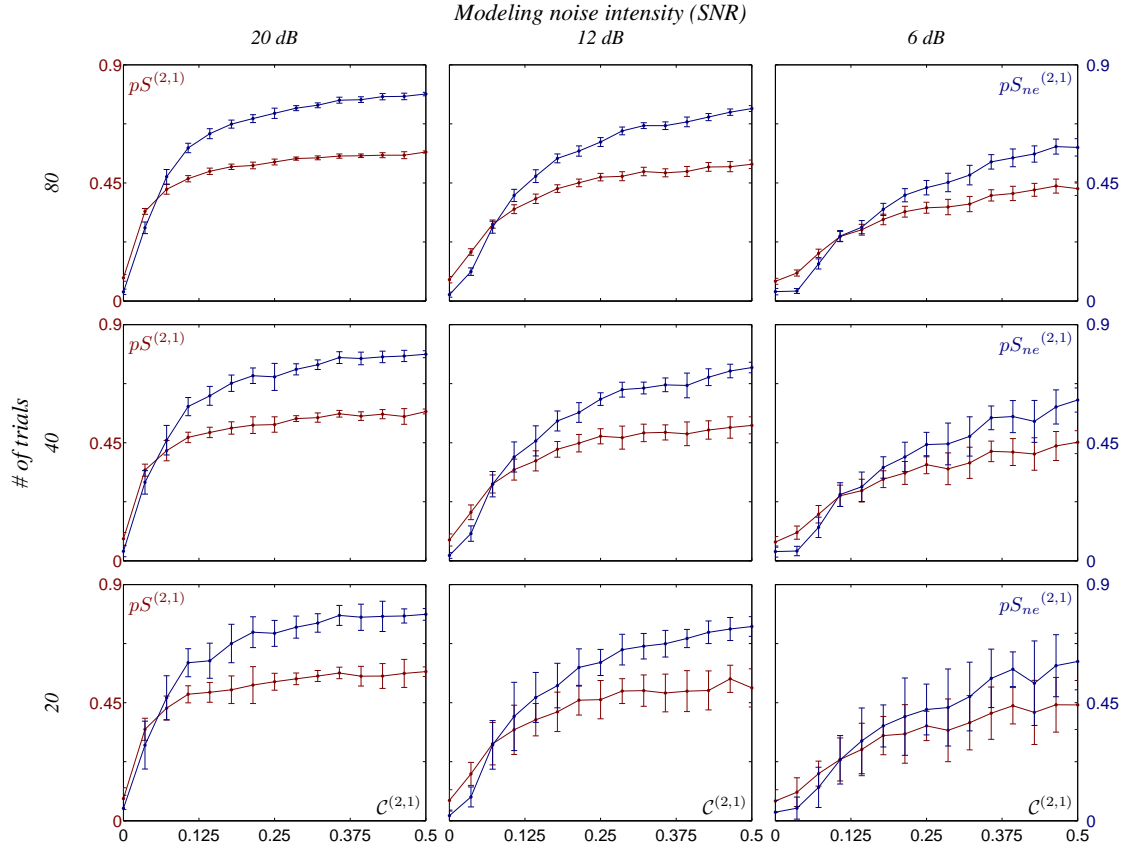 Modeling noise intensity (SNR)
20 dB 12 dB 6 dB
# of trials
80
0.9
0.45
0
pS^(2,1)
pS_ne^(2,1)
0.9
0.45
0
40
0.9
0.45
0
pS^(2,1)
pS_ne^(2,1)
0.9
0.45
0
20
0.9
0.45
0
pS^(2,1)
pS_ne^(2,1)
0.9
0.45
0
C^(2,1) C^(2,1) C^(2,1)
0 0.125 0.25 0.375 0.5 0 0.125 0.25 0.375 0.5 0 0.125 0.25 0.375 0.5